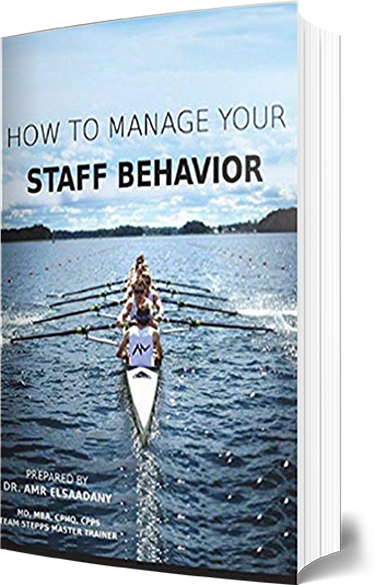 HOW TO MANAGE YOUR
STAFF BEHAVIOR
PREPARED BY
DR. AMR ELSAADANY
MD, MBA, CPHQ, CPPS
TEAM STEPPS MASTER TRAINER